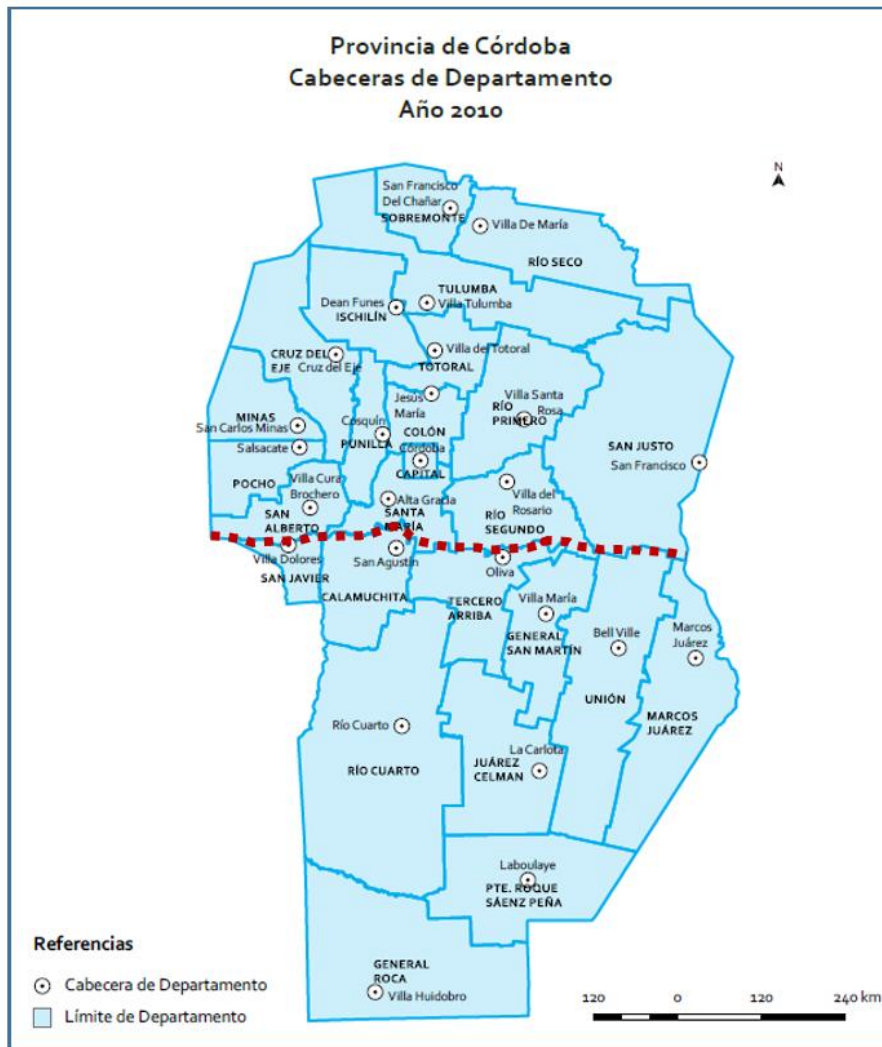 Provincia de Córdoba
Cabeceras de Departamento
Año 2010
N
San Francisco
Del Chañar
SOBREMONTE
Villa De María
RÍO SECO
TULUMBA
Villa Tulumba
Dean Funes
ISCHILÍN
Villa del Totoral
TOTORAL
CRUZ DEL
EJE
Cruz del Eje
Jesús
María
Villa Santa
Rosa
RÍO
PRIMERO
MINAS
San Carlos Minas
Cosquín
PUNILLA
COLÓN
Córdoba
CAPITAL
SAN JUSTO
San Francisco
Salsacate
POCHO
Villa Cura
Brochero
SAN
ALBERTO
Alta Gracia
SANTA
MARÍA
Villa del
Rosario
RÍO
SEGUNDO
Villa Dolores
SAN JAVIER
San Agustín
CALAMUCHITA
Oliva
TERCERO
ARRIBA
Villa María
GENERAL
SAN MARTÍN
Bell Ville
UNIÓN
Marcos
Juárez
MARCOS
JUÁREZ
Río Cuarto
RÍO CUARTO
La Carlota
JUÁREZ
CELMAN
Laboulaye
PTE. ROQUE
SÁENZ PEÑA
GENERAL
ROCA
Villa Huidobro
Referencias
Cabecera de Departamento
Límite de Departamento
120 0 120 240 km